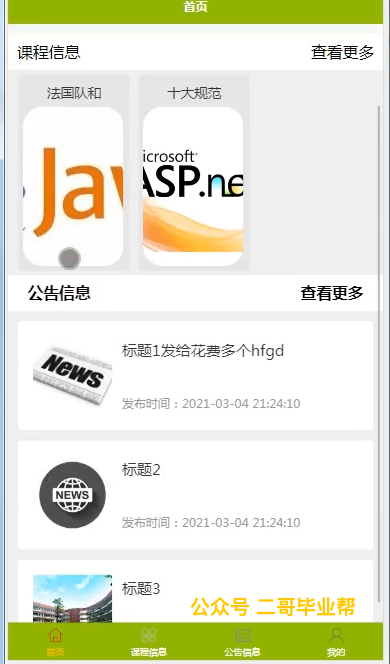 首页
课程信息 查看更多
法国队和 十大规范
Jav
icrosoft®
ASP.ne
公告信息 查看更多
News
标题1发给花费多个hfgd
发布时间：2021-03-04 21:24:10
NEWS
标题2
发布时间：2021-03-04 21:24:10
标题3
公众号 二哥毕业帮
首页 课程信息 公告信息 我的